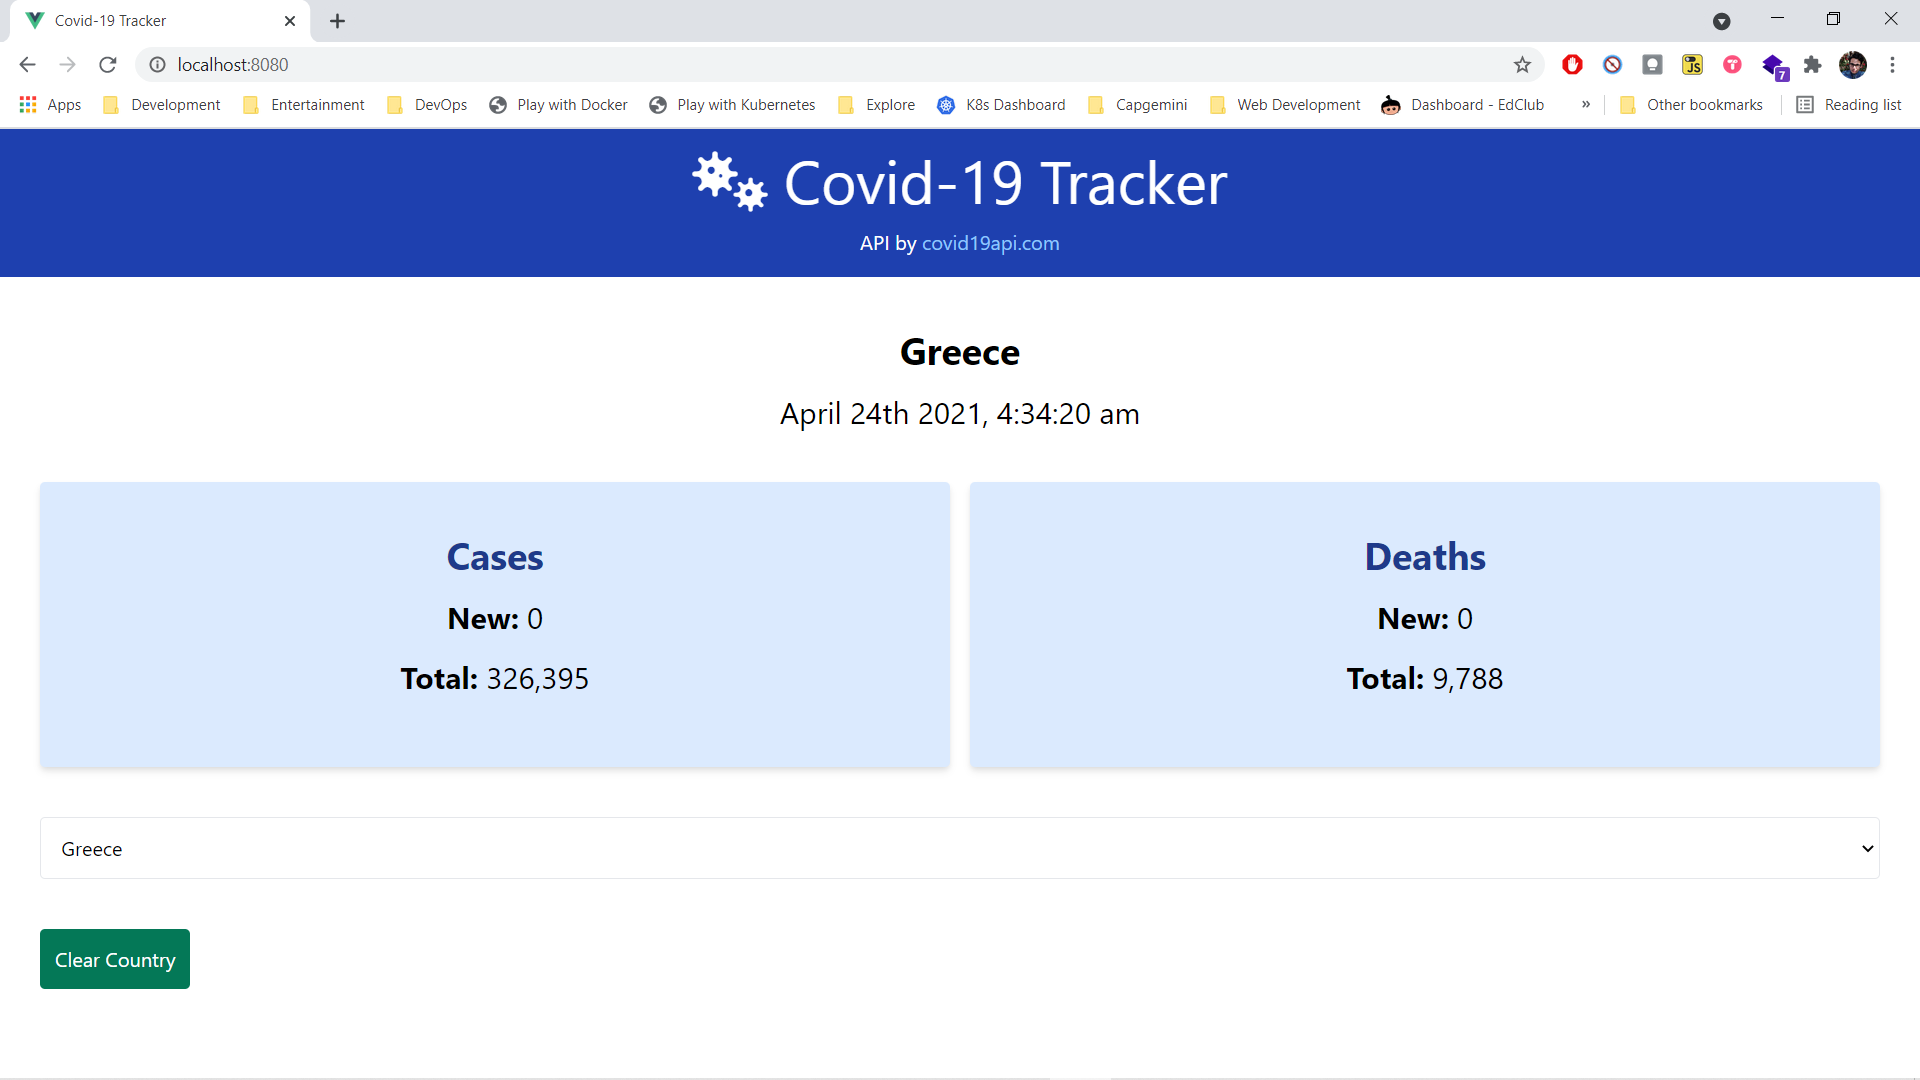 Covid-19 Tracker
localhost:8080
JS
7
Apps Development Entertainment DevOps Play with Docker Play with Kubernetes Explore K8s Dashboard Capgemini Web Development Dashboard - EdClub » Other bookmarks Reading list
Covid-19 Tracker
API by covid19api.com
Greece
April 24th 2021, 4:34:20 am
Cases
New: 0
Total: 326,395
Deaths
New: 0
Total: 9,788
Greece
Clear Country